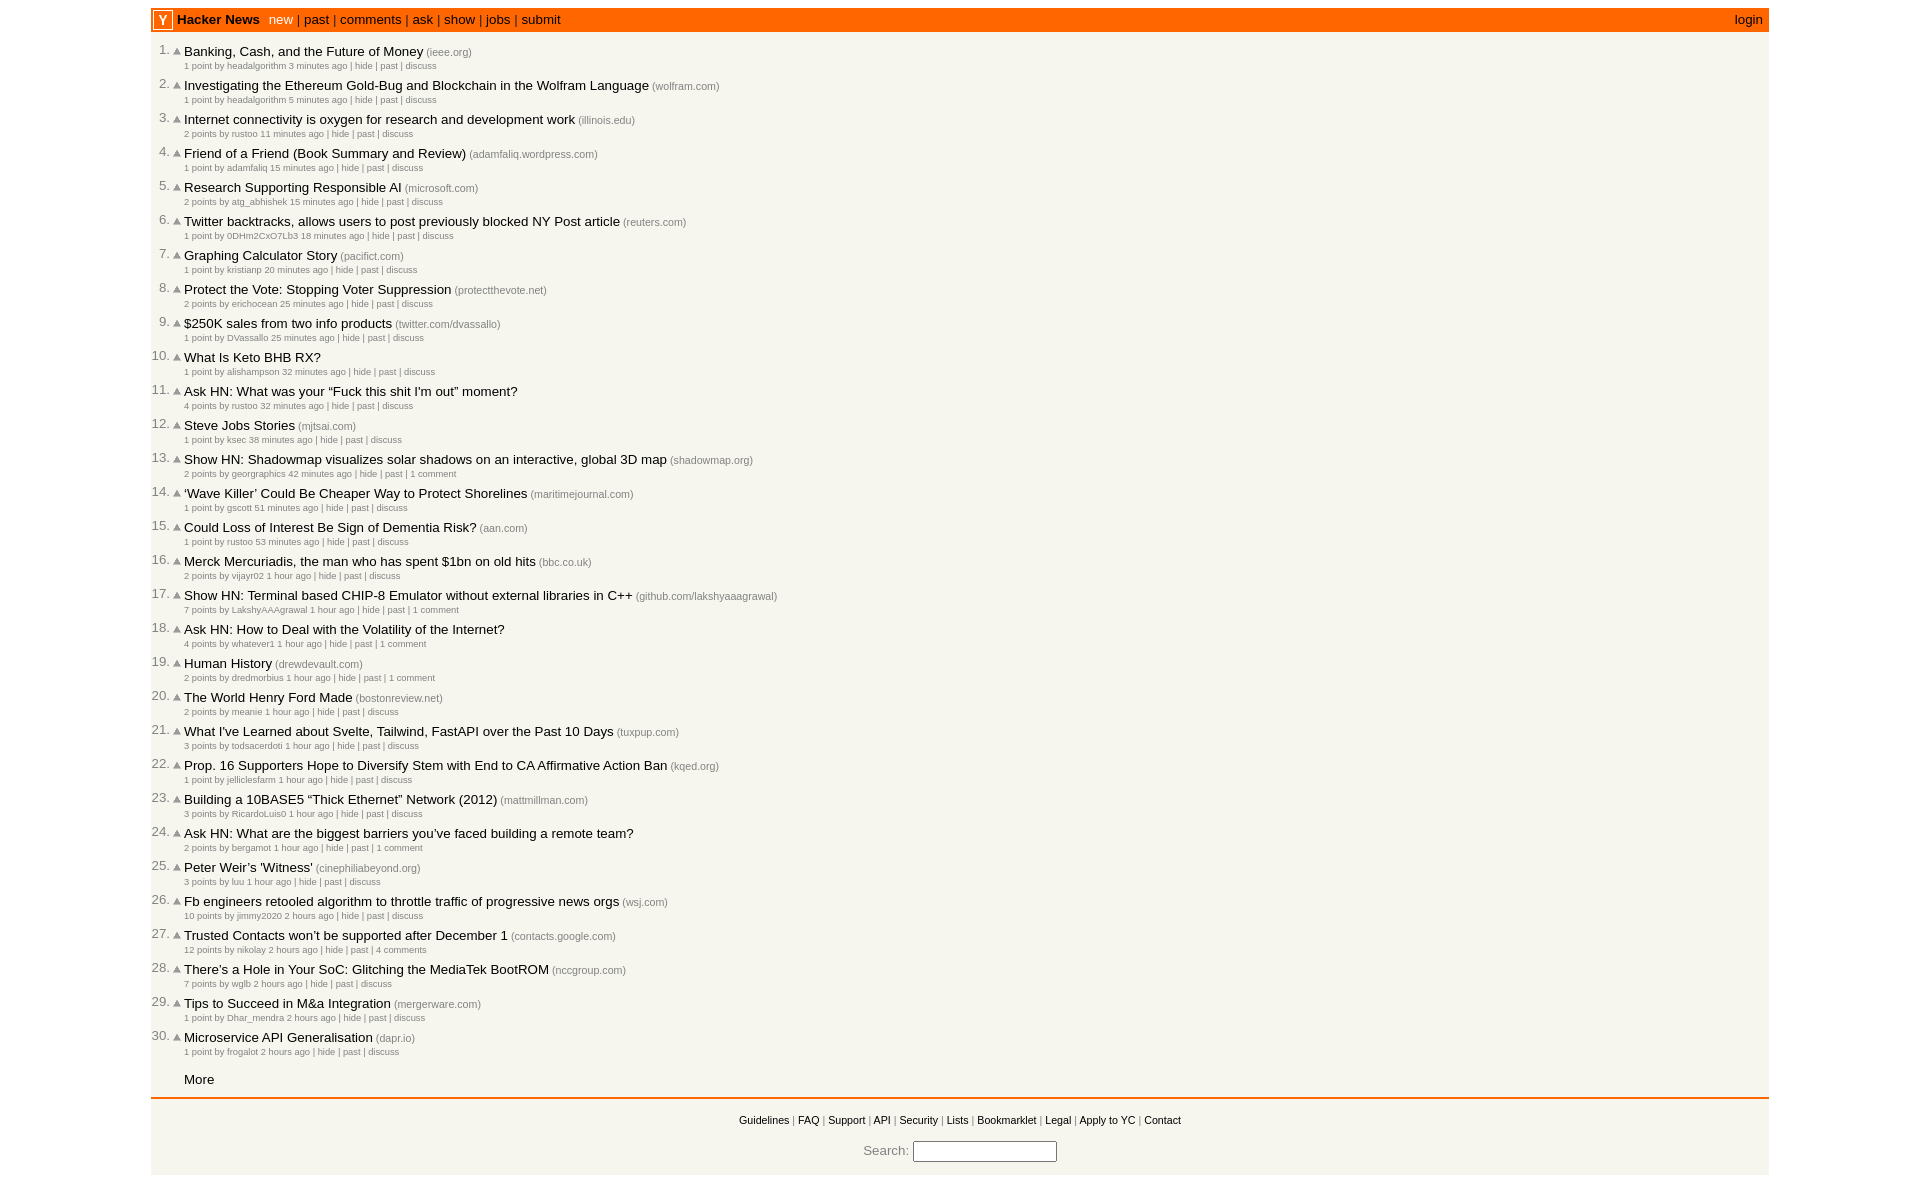 Y Hacker News new | past | comments | ask | show | jobs | submit login
1. Banking, Cash, and the Future of Money (ieee.org)
1 point by headalgorithm 3 minutes ago | hide | past | discuss
2. Investigating the Ethereum Gold-Bug and Blockchain in the Wolfram Language (wolfram.com)
1 point by headalgorithm 5 minutes ago | hide | past | discuss
3. Internet connectivity is oxygen for research and development work (illinois.edu)
2 points by rustoo 11 minutes ago | hide | past | discuss
4. Friend of a Friend (Book Summary and Review) (adamfaliq.wordpress.com)
1 point by adamfaliq 15 minutes ago | hide | past | discuss
5. Research Supporting Responsible AI (microsoft.com)
2 points by atg_abhishek 15 minutes ago | hide | past | discuss
6. Twitter backtracks, allows users to post previously blocked NY Post article (reuters.com)
1 point by 0DHm2CxO7Lb3 18 minutes ago | hide | past | discuss
7. Graphing Calculator Story (pacifict.com)
1 point by kristianp 20 minutes ago | hide | past | discuss
8. Protect the Vote: Stopping Voter Suppression (protectthevote.net)
2 points by erichocean 25 minutes ago | hide | past | discuss
9. $250K sales from two info products (twitter.com/dvassallo)
1 point by DVassallo 25 minutes ago | hide | past | discuss
10. What Is Keto BHB RX?
1 point by alishampson 32 minutes ago | hide | past | discuss
11. Ask HN: What was your “Fuck this shit I'm out” moment?
4 points by rustoo 32 minutes ago | hide | past | discuss
12. Steve Jobs Stories (mjtsai.com)
1 point by ksec 38 minutes ago | hide | past | discuss
13. Show HN: Shadowmap visualizes solar shadows on an interactive, global 3D map (shadowmap.org)
2 points by georgraphics 42 minutes ago | hide | past | 1 comment
14. ‘Wave Killer’ Could Be Cheaper Way to Protect Shorelines (maritimejournal.com)
1 point by gscott 51 minutes ago | hide | past | discuss
15. Could Loss of Interest Be Sign of Dementia Risk? (aan.com)
1 point by rustoo 53 minutes ago | hide | past | discuss
16. Merck Mercuriadis, the man who has spent $1bn on old hits (bbc.co.uk)
2 points by vijayr02 1 hour ago | hide | past | discuss
17. Show HN: Terminal based CHIP-8 Emulator without external libraries in C++ (github.com/lakshyaaagrawal)
7 points by LakshyAAAgrawal 1 hour ago | hide | past | 1 comment
18. Ask HN: How to Deal with the Volatility of the Internet?
4 points by whatever1 1 hour ago | hide | past | 1 comment
19. Human History (drewdevault.com)
2 points by dredmorbius 1 hour ago | hide | past | 1 comment
20. The World Henry Ford Made (bostonreview.net)
2 points by meanie 1 hour ago | hide | past | discuss
21. What I've Learned about Svelte, Tailwind, FastAPI over the Past 10 Days (tuxpup.com)
3 points by todsacerdoti 1 hour ago | hide | past | discuss
22. Prop. 16 Supporters Hope to Diversify Stem with End to CA Affirmative Action Ban (kqed.org)
1 point by jelliclesfarm 1 hour ago | hide | past | discuss
23. Building a 10BASE5 “Thick Ethernet” Network (2012) (mattmillman.com)
3 points by RicardoLuis0 1 hour ago | hide | past | discuss
24. Ask HN: What are the biggest barriers you’ve faced building a remote team?
2 points by bergamot 1 hour ago | hide | past | 1 comment
25. Peter Weir’s 'Witness' (cinephiliabeyond.org)
3 points by luu 1 hour ago | hide | past | discuss
26. Fb engineers retooled algorithm to throttle traffic of progressive news orgs (wsj.com)
10 points by jimmy2020 2 hours ago | hide | past | discuss
27. Trusted Contacts won’t be supported after December 1 (contacts.google.com)
12 points by nikolay 2 hours ago | hide | past | 4 comments
28. There’s a Hole in Your SoC: Glitching the MediaTek BootROM (nccgroup.com)
7 points by wglb 2 hours ago | hide | past | discuss
29. Tips to Succeed in M&a Integration (mergerware.com)
1 point by Dhar_mendra 2 hours ago | hide | past | discuss
30. Microservice API Generalisation (dapr.io)
1 point by frogalot 2 hours ago | hide | past | discuss
More
Guidelines | FAQ | Support | API | Security | Lists | Bookmarklet | Legal | Apply to YC | Contact
Search: